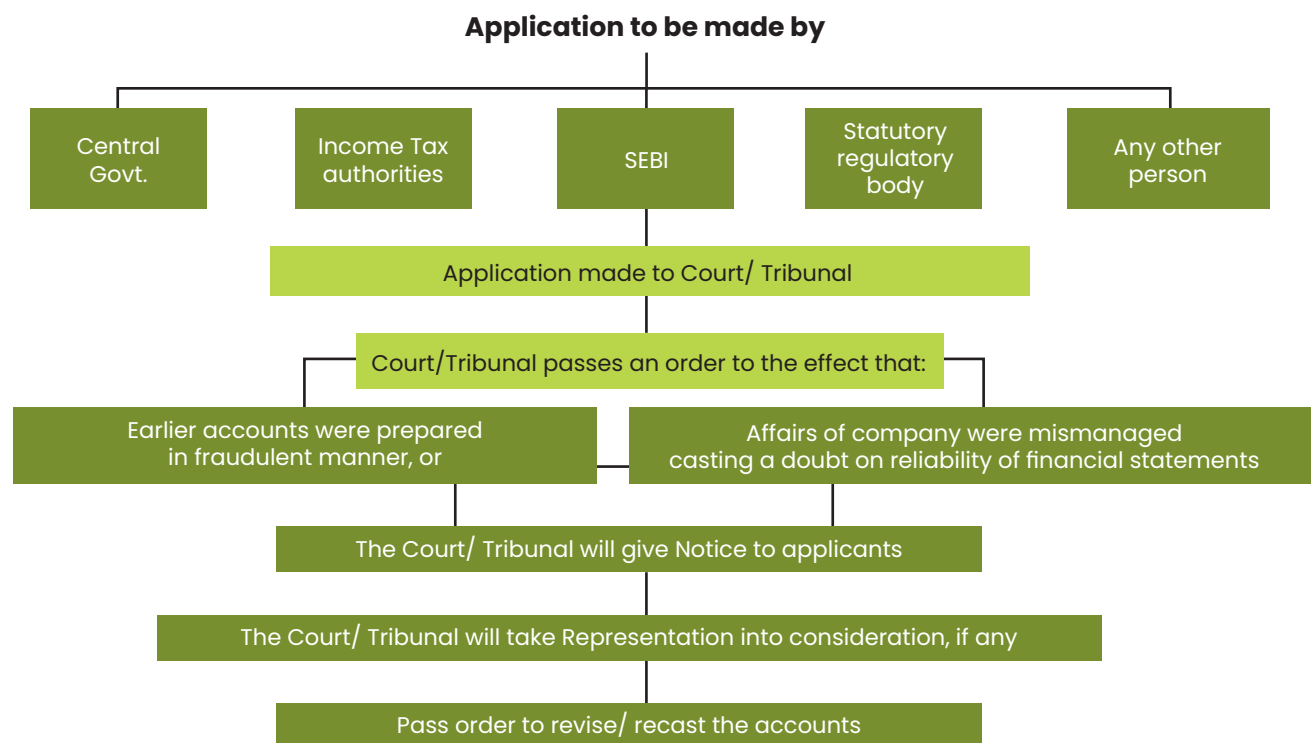 Application to be made by
Central
Govt.
Income Tax
authorities
SEBI
Statutory
regulatory
body
Any other
person
Application made to Court/ Tribunal
Court/Tribunal passes an order to the effect that:
Earlier accounts were prepared
in fraudulent manner, or
Affairs of company were mismanaged
casting a doubt on reliability of financial statements
The Court/ Tribunal will give Notice to applicants
The Court/ Tribunal will take Representation into consideration, if any
Pass order to revise/ recast the accounts